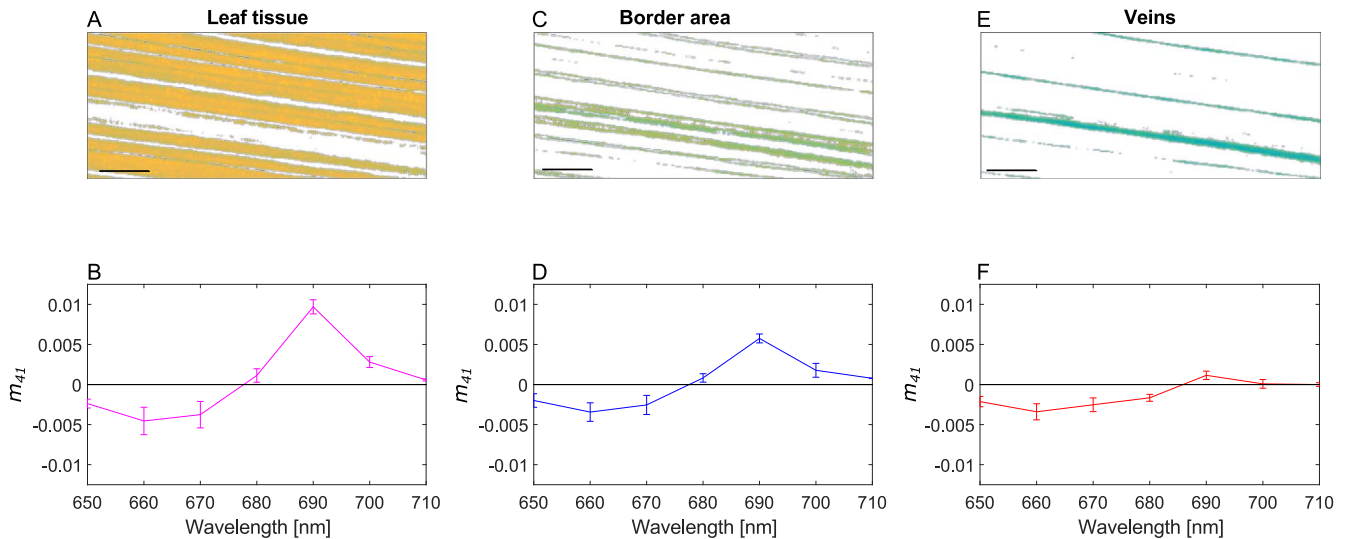 A Leaf tissue
C Border area
E Veins
B
0.01
0.005
0
-0.005
-0.01
m41
650 660 670 680 690 700 710
Wavelength [nm]
D
0.01
0.005
0
-0.005
-0.01
m41
650 660 670 680 690 700 710
Wavelength [nm]
F
0.01
0.005
0
-0.005
-0.01
m41
650 660 670 680 690 700 710
Wavelength [nm]